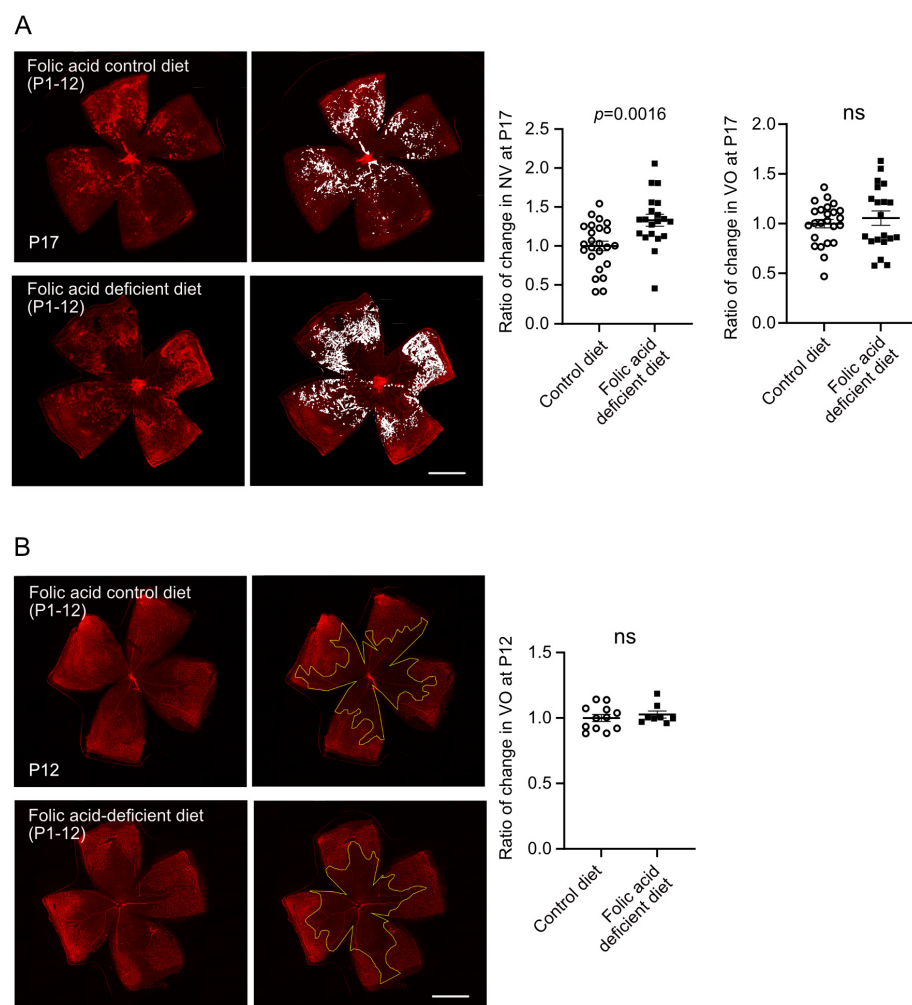 A
Folic acid control diet
(P1-12)
P17
Folic acid deficient diet
(P1-12)
Ratio of change in NV at P17
p=0.0016
2.5
2.0
1.5
1.0
0.5
0.0
Control diet
Folic acid
deficient diet
Ratio of change in VO at P17
ns
2.0
1.5
1.0
0.5
0.0
Control diet
Folic acid
deficient diet
B
Folic acid control diet
(P1-12)
P12
Folic acid-deficient diet
(P1-12)
Ratio of change in VO at P12
ns
1.5
1.0
0.5
0.0
Control diet
Folic acid
deficient diet